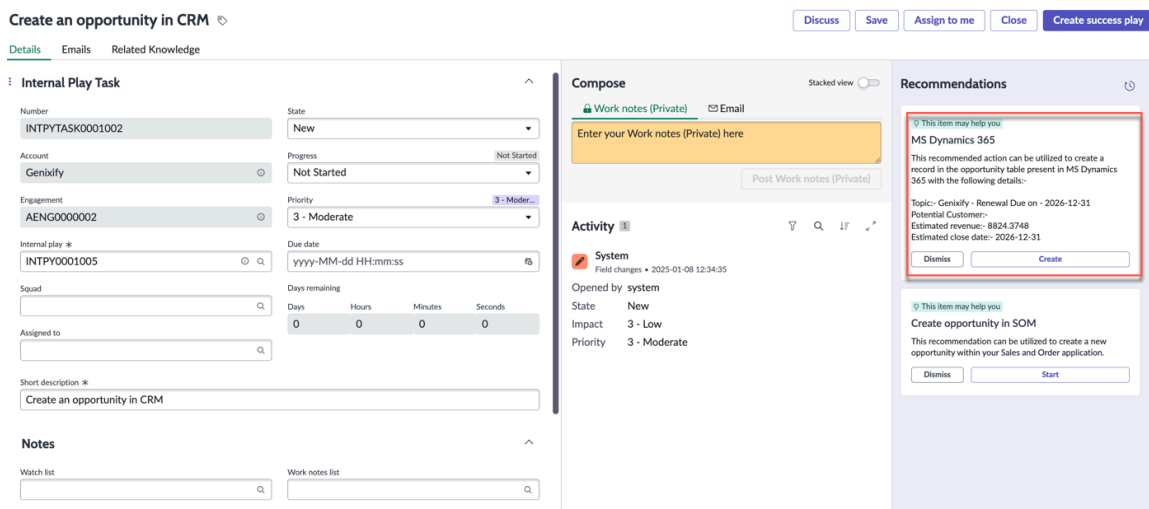 Create an opportunity in CRM
Discuss
Save
Assign to me
Close
Create success play
Details
Emails
Related Knowledge
Internal Play Task
Number
INTPYTASK0001002
State
New
Account
Genixify
Progress
Not Started
Not Started
Engagement
AENG0000002
Priority
3 - Moder...
3 - Moderate
Internal play ✱
INTPY0001005
Due date
yyyy-MM-dd HH:mm:ss
Squad
Days remaining
Days Hours Minutes Seconds
0 0 0 0
Assigned to
Short description ✱
Create an opportunity in CRM
Notes
Watch list
Work notes list
Compose
Stacked view
Work notes (Private)
Email
Enter your Work notes (Private) here
Post Work notes (Private)
Activity 1
System
Field changes • 2025-01-08 12:34:35
Opened by system
State New
Impact 3 - Low
Priority 3 - Moderate
Recommendations
This item may help you
MS Dynamics 365
This recommended action can be utilized to create a
record in the opportunity table present in MS Dynamics
365 with the following details:-
Topic:- Genixify - Renewal Due on - 2026-12-31
Potential Customer:-
Estimated revenue:- 8824.3748
Estimated close date:- 2026-12-31
Dismiss
Create
This item may help you
Create opportunity in SOM
This recommendation can be utilized to create a new
opportunity within your Sales and Order application.
Dismiss
Start